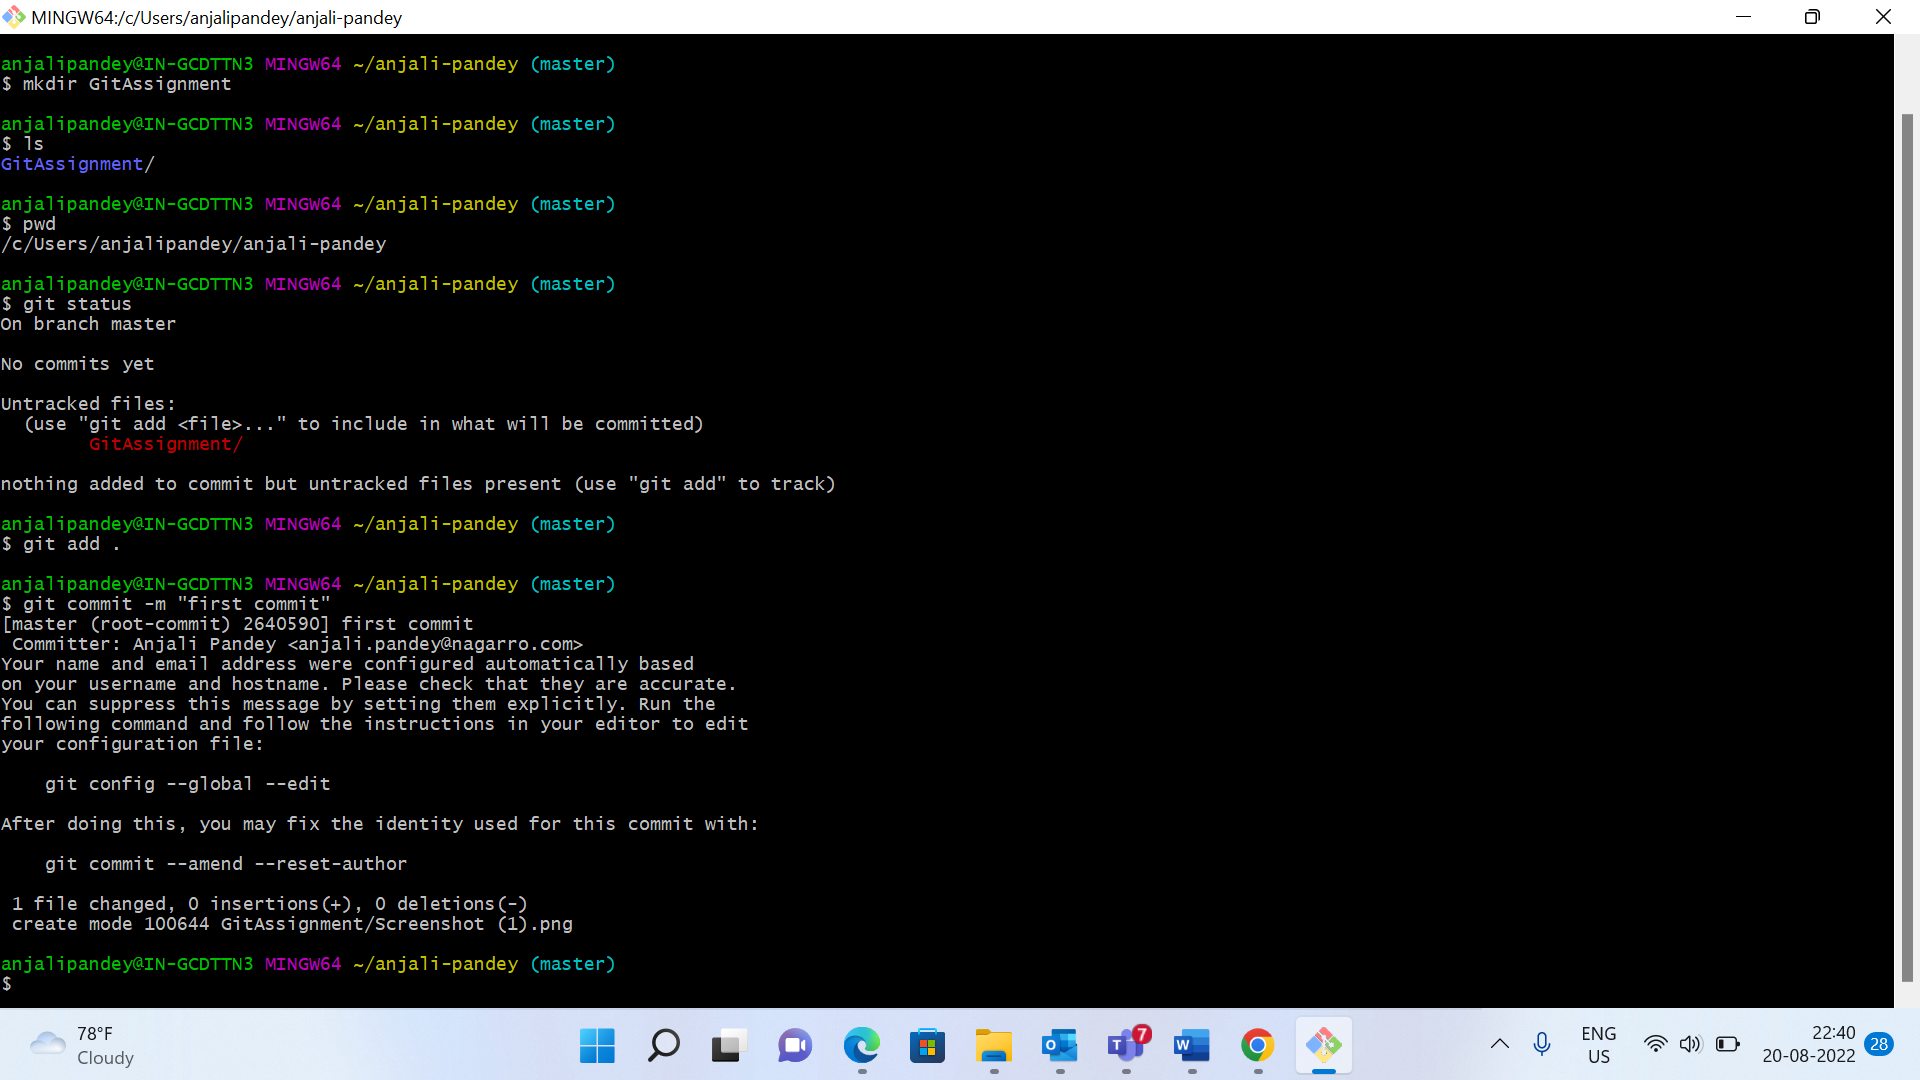 MINGW64:/c/Users/anjalipandey/anjali-pandey
anjalipandey@IN-GCDTTN3 MINGW64 ~/anjali-pandey (master)
$ mkdir GitAssignment
anjalipandey@IN-GCDTTN3 MINGW64 ~/anjali-pandey (master)
$ ls
GitAssignment/
anjalipandey@IN-GCDTTN3 MINGW64 ~/anjali-pandey (master)
$ pwd
/c/Users/anjalipandey/anjali-pandey
anjalipandey@IN-GCDTTN3 MINGW64 ~/anjali-pandey (master)
$ git status
On branch master
No commits yet
Untracked files:
  (use "git add <file>..." to include in what will be committed)
        GitAssignment/
nothing added to commit but untracked files present (use "git add" to track)
anjalipandey@IN-GCDTTN3 MINGW64 ~/anjali-pandey (master)
$ git add .
anjalipandey@IN-GCDTTN3 MINGW64 ~/anjali-pandey (master)
$ git commit -m "first commit"
[master (root-commit) 2640590] first commit
 Committer: Anjali Pandey <anjali.pandey@nagarro.com>
Your name and email address were configured automatically based
on your username and hostname. Please check that they are accurate.
You can suppress this message by setting them explicitly. Run the
following command and follow the instructions in your editor to edit
your configuration file:
    git config --global --edit
After doing this, you may fix the identity used for this commit with:
    git commit --amend --reset-author
 1 file changed, 0 insertions(+), 0 deletions(-)
 create mode 100644 GitAssignment/Screenshot (1).png
anjalipandey@IN-GCDTTN3 MINGW64 ~/anjali-pandey (master)
$
78°F
Cloudy
7
ENG
US
22:40
20-08-2022
28